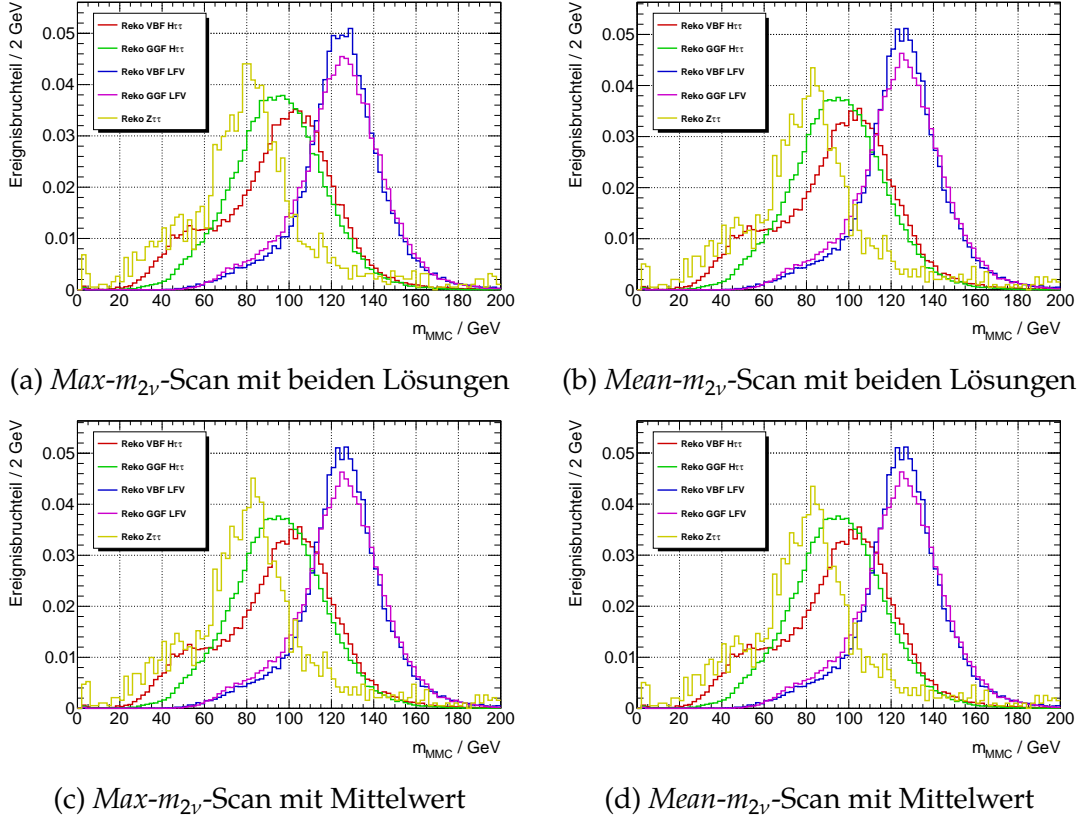 Ereignisbruchteil / 2 GeV
0.05
0.04
0.03
0.02
0.01
0
Reko VBF Hττ
Reko GGF Hττ
Reko VBF LFV
Reko GGF LFV
Reko Zττ
0 20 40 60 80 100 120 140 160 180 200
m_MMC / GeV
Ereignisbruchteil / 2 GeV
0.05
0.04
0.03
0.02
0.01
0
Reko VBF Hττ
Reko GGF Hττ
Reko VBF LFV
Reko GGF LFV
Reko Zττ
0 20 40 60 80 100 120 140 160 180 200
m_MMC / GeV
(a) Max-m_2ν-Scan mit beiden Lösungen
(b) Mean-m_2ν-Scan mit beiden Lösungen
Ereignisbruchteil / 2 GeV
0.05
0.04
0.03
0.02
0.01
0
Reko VBF Hττ
Reko GGF Hττ
Reko VBF LFV
Reko GGF LFV
Reko Zττ
0 20 40 60 80 100 120 140 160 180 200
m_MMC / GeV
Ereignisbruchteil / 2 GeV
0.05
0.04
0.03
0.02
0.01
0
Reko VBF Hττ
Reko GGF Hττ
Reko VBF LFV
Reko GGF LFV
Reko Zττ
0 20 40 60 80 100 120 140 160 180 200
m_MMC / GeV
(c) Max-m_2ν-Scan mit Mittelwert
(d) Mean-m_2ν-Scan mit Mittelwert